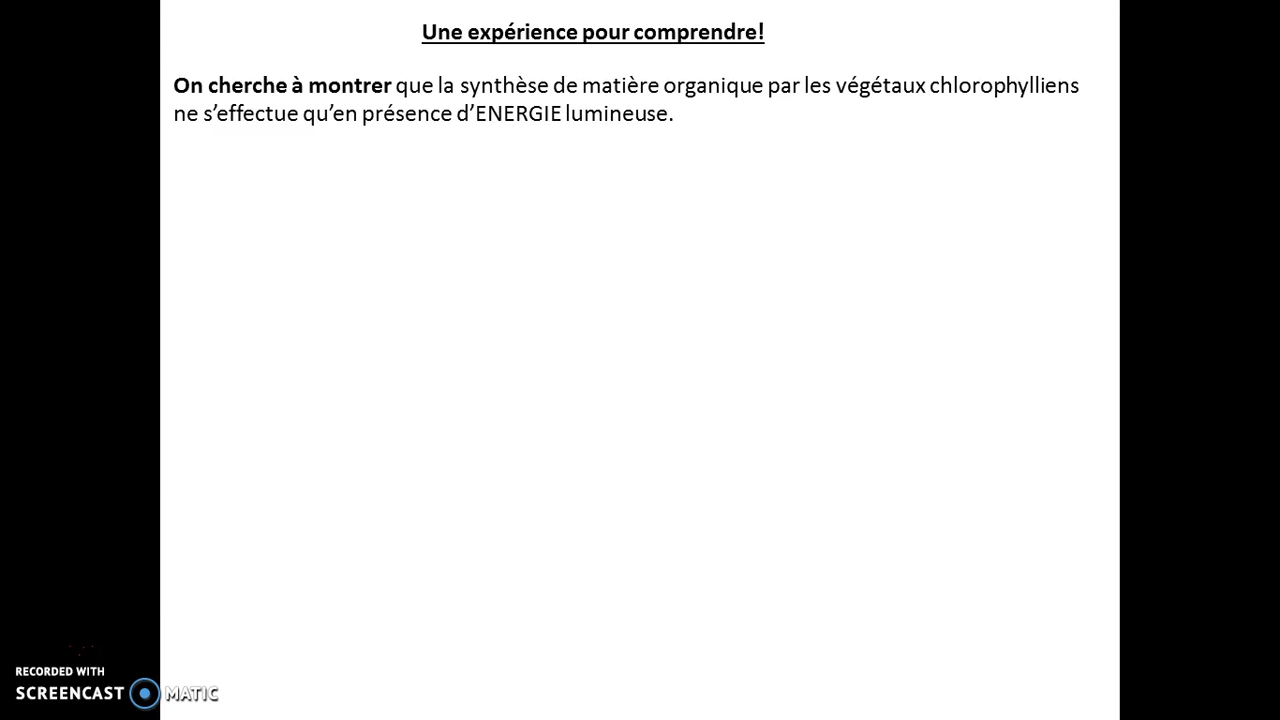 Une expérience pour comprendre!
On cherche à montrer que la synthèse de matière organique par les végétaux chlorophylliens
ne s’effectue qu’en présence d’ENERGIE lumineuse.
RECORDED WITH
SCREENCAST MATIC